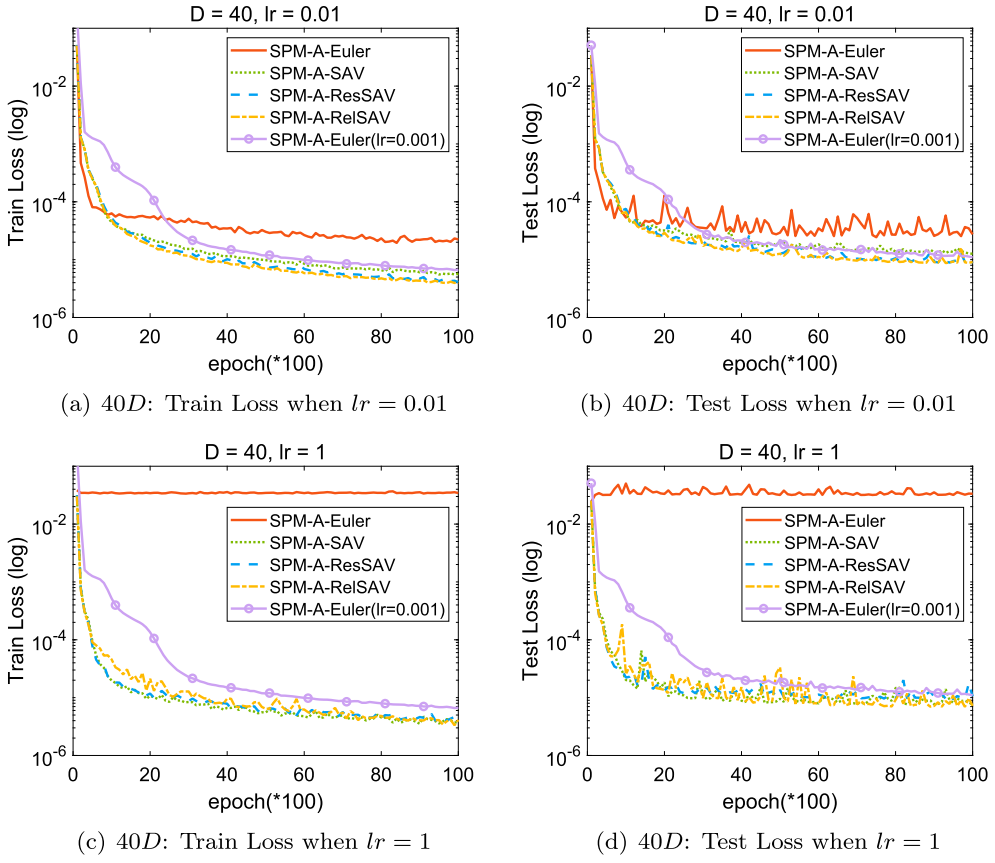 D = 40, lr = 0.01
Train Loss (log)
10^-2
10^-4
10^-6
SPM-A-Euler
SPM-A-SAV
SPM-A-ResSAV
SPM-A-RelSAV
SPM-A-Euler(lr=0.001)
0 20 40 60 80 100
epoch(*100)
(a) 40D: Train Loss when lr = 0.01
D = 40, lr = 0.01
Test Loss (log)
10^-2
10^-4
10^-6
SPM-A-Euler
SPM-A-SAV
SPM-A-ResSAV
SPM-A-RelSAV
SPM-A-Euler(lr=0.001)
0 20 40 60 80 100
epoch(*100)
(b) 40D: Test Loss when lr = 0.01
D = 40, lr = 1
Train Loss (log)
10^-2
10^-4
10^-6
SPM-A-Euler
SPM-A-SAV
SPM-A-ResSAV
SPM-A-RelSAV
SPM-A-Euler(lr=0.001)
0 20 40 60 80 100
epoch(*100)
(c) 40D: Train Loss when lr = 1
D = 40, lr = 1
Test Loss (log)
10^-2
10^-4
10^-6
SPM-A-Euler
SPM-A-SAV
SPM-A-ResSAV
SPM-A-RelSAV
SPM-A-Euler(lr=0.001)
0 20 40 60 80 100
epoch(*100)
(d) 40D: Test Loss when lr = 1